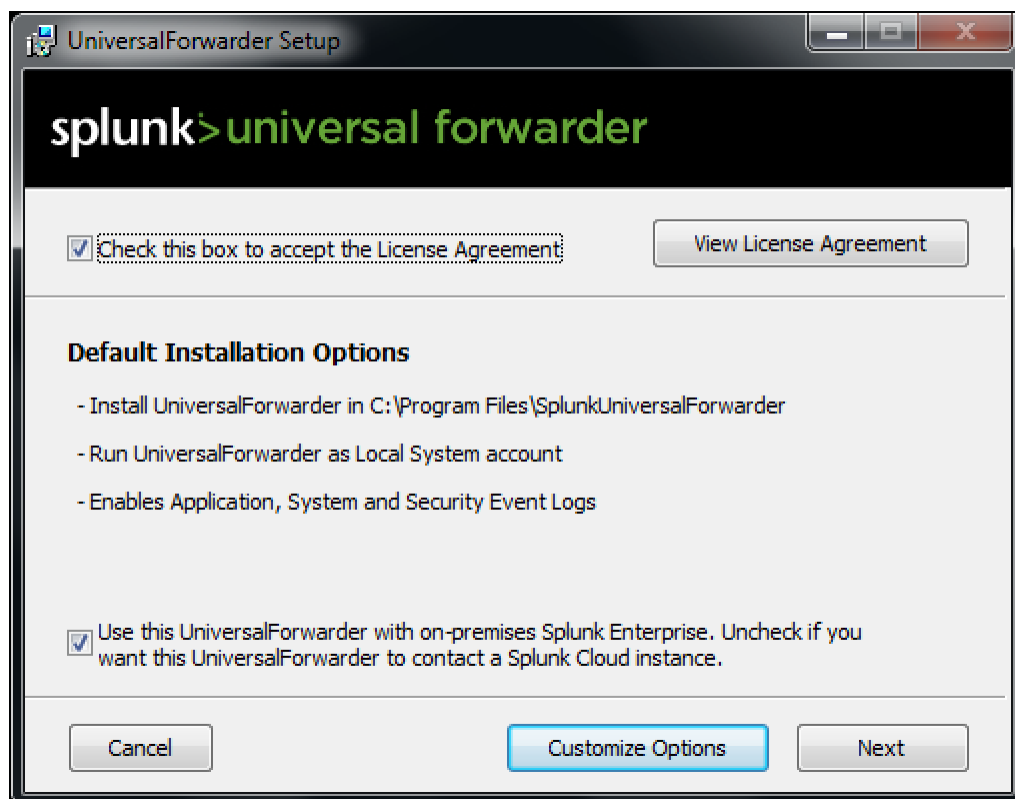 UniversalForwarder Setup
splunk>universal forwarder
Check this box to accept the License Agreement
View License Agreement
Default Installation Options
- Install UniversalForwarder in C:\Program Files\SplunkUniversalForwarder
- Run UniversalForwarder as Local System account
- Enables Application, System and Security Event Logs
Use this UniversalForwarder with on-premises Splunk Enterprise. Uncheck if you
want this UniversalForwarder to contact a Splunk Cloud instance.
Cancel
Customize Options
Next